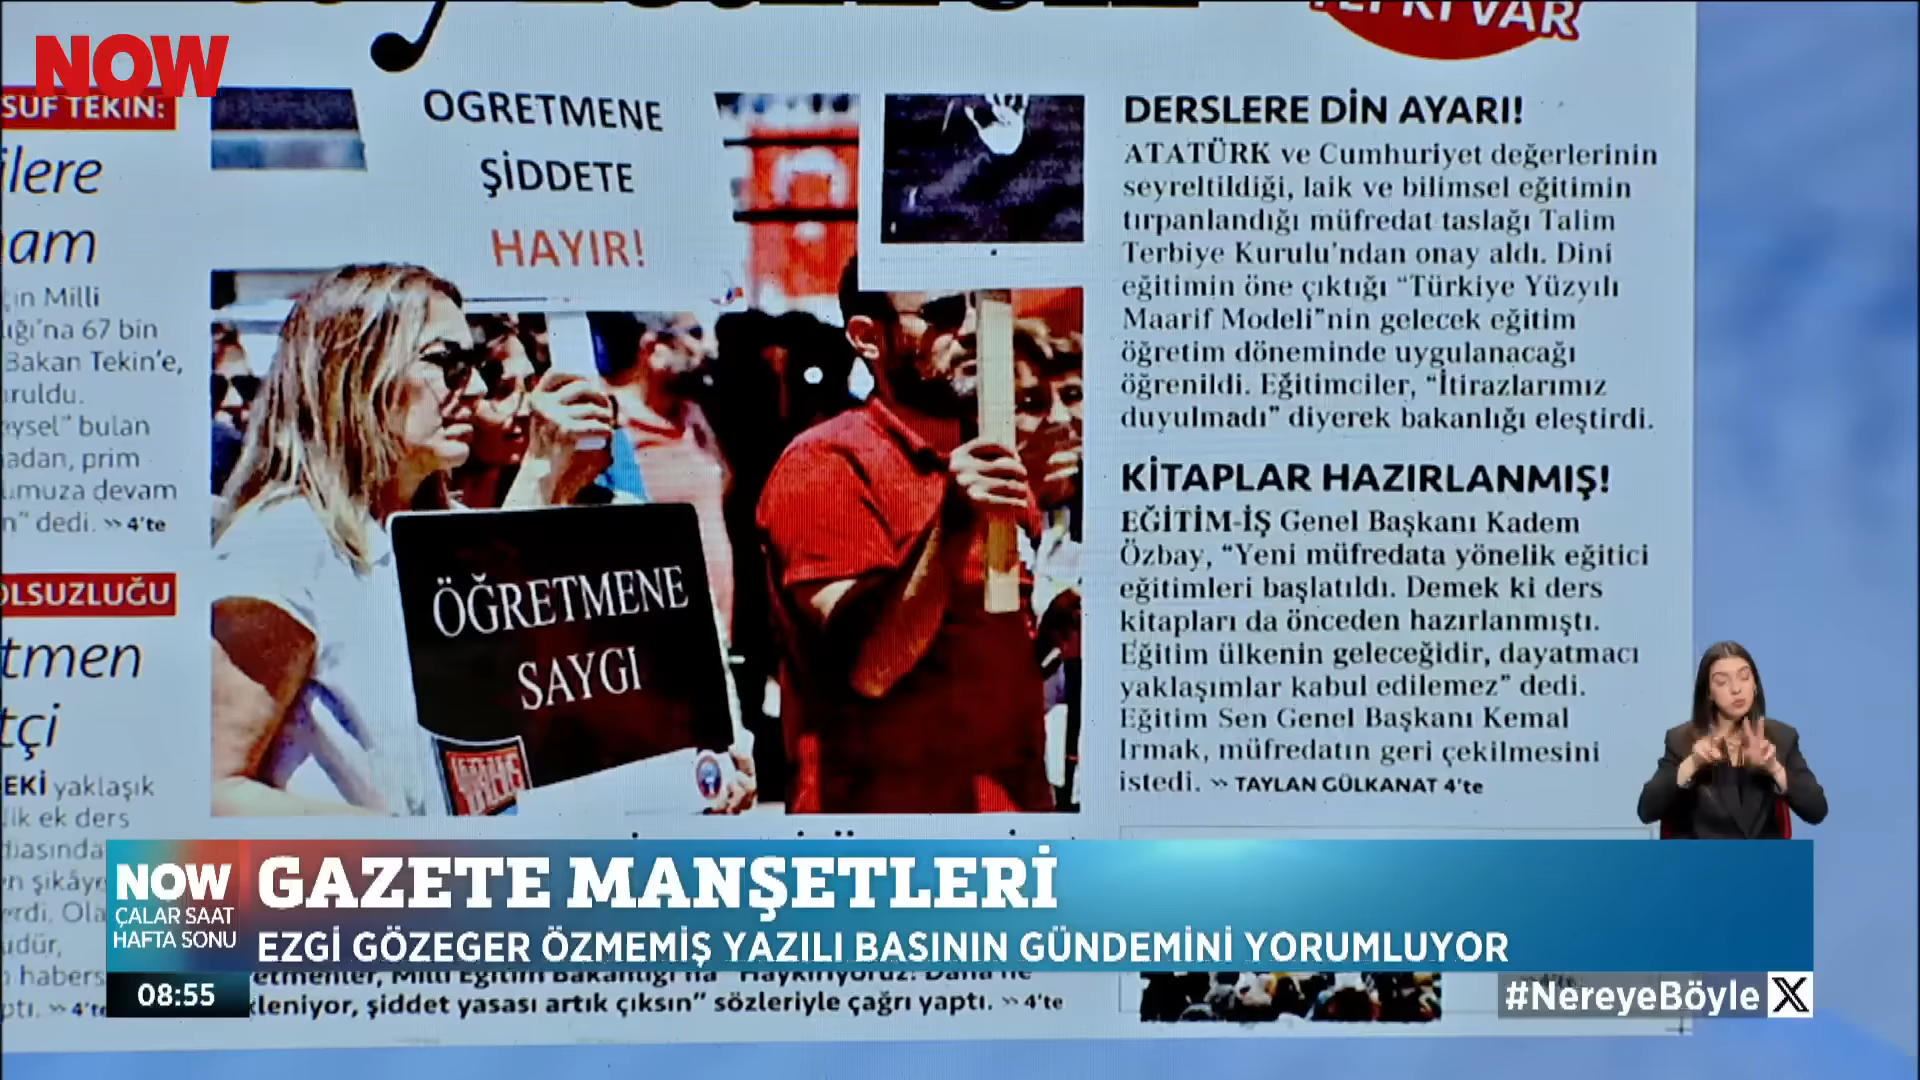 NOW
SUF TEKİN:
ilere
am
çin Milli
lığı'na 67 bin
Bakan Tekin'e,
uruldu.
eysel" bulan
adan, prim
umuza devam
n" dedi. » 4'te
OLSUZLUĞU
tmen
tçi
EKİ yaklaşık
lik ek ders
diasında
ÖGRETMENE
ŞİDDETE
HAYIR!
ÖĞRETMENE
SAYGI
DERSLERE DİN AYARI!
ATATÜRK ve Cumhuriyet değerlerinin
seyreltildiği, laik ve bilimsel eğitimin
tırpanlandığı müfredat taslağı Talim
Terbiye Kurulu'ndan onay aldı. Dini
eğitimin öne çıktığı "Türkiye Yüzyılı
Maarif Modeli"nin gelecek eğitim
öğretim döneminde uygulanacağı
öğrenildi. Eğitimciler, "İtirazlarımız
duyulmadı" diyerek bakanlığı eleştirdi.
KİTAPLAR HAZIRLANMIŞ!
EĞİTİM-İŞ Genel Başkanı Kadem
Özbay, "Yeni müfredata yönelik eğitici
eğitimleri başlatıldı. Demek ki ders
kitapları da önceden hazırlanmıştı.
Eğitim ülkenin geleceğidir, dayatmacı
yaklaşımlar kabul edilemez" dedi.
Eğitim Sen Genel Başkanı Kemal
Irmak, müfredatın geri çekilmesini
istedi. » TAYLAN GÜLKANAT 4'te
NOW
ÇALAR SAAT
HAFTA SONU
GAZETE MANŞETLERİ
EZGİ GÖZEGER ÖZMEMİŞ YAZILI BASININ GÜNDEMİNİ YORUMLUYOR
08:55
leniyor, şiddet yasası artık çıksın" sözleriyle çağrı yaptı. » 4'te
#NereyeBöyle X